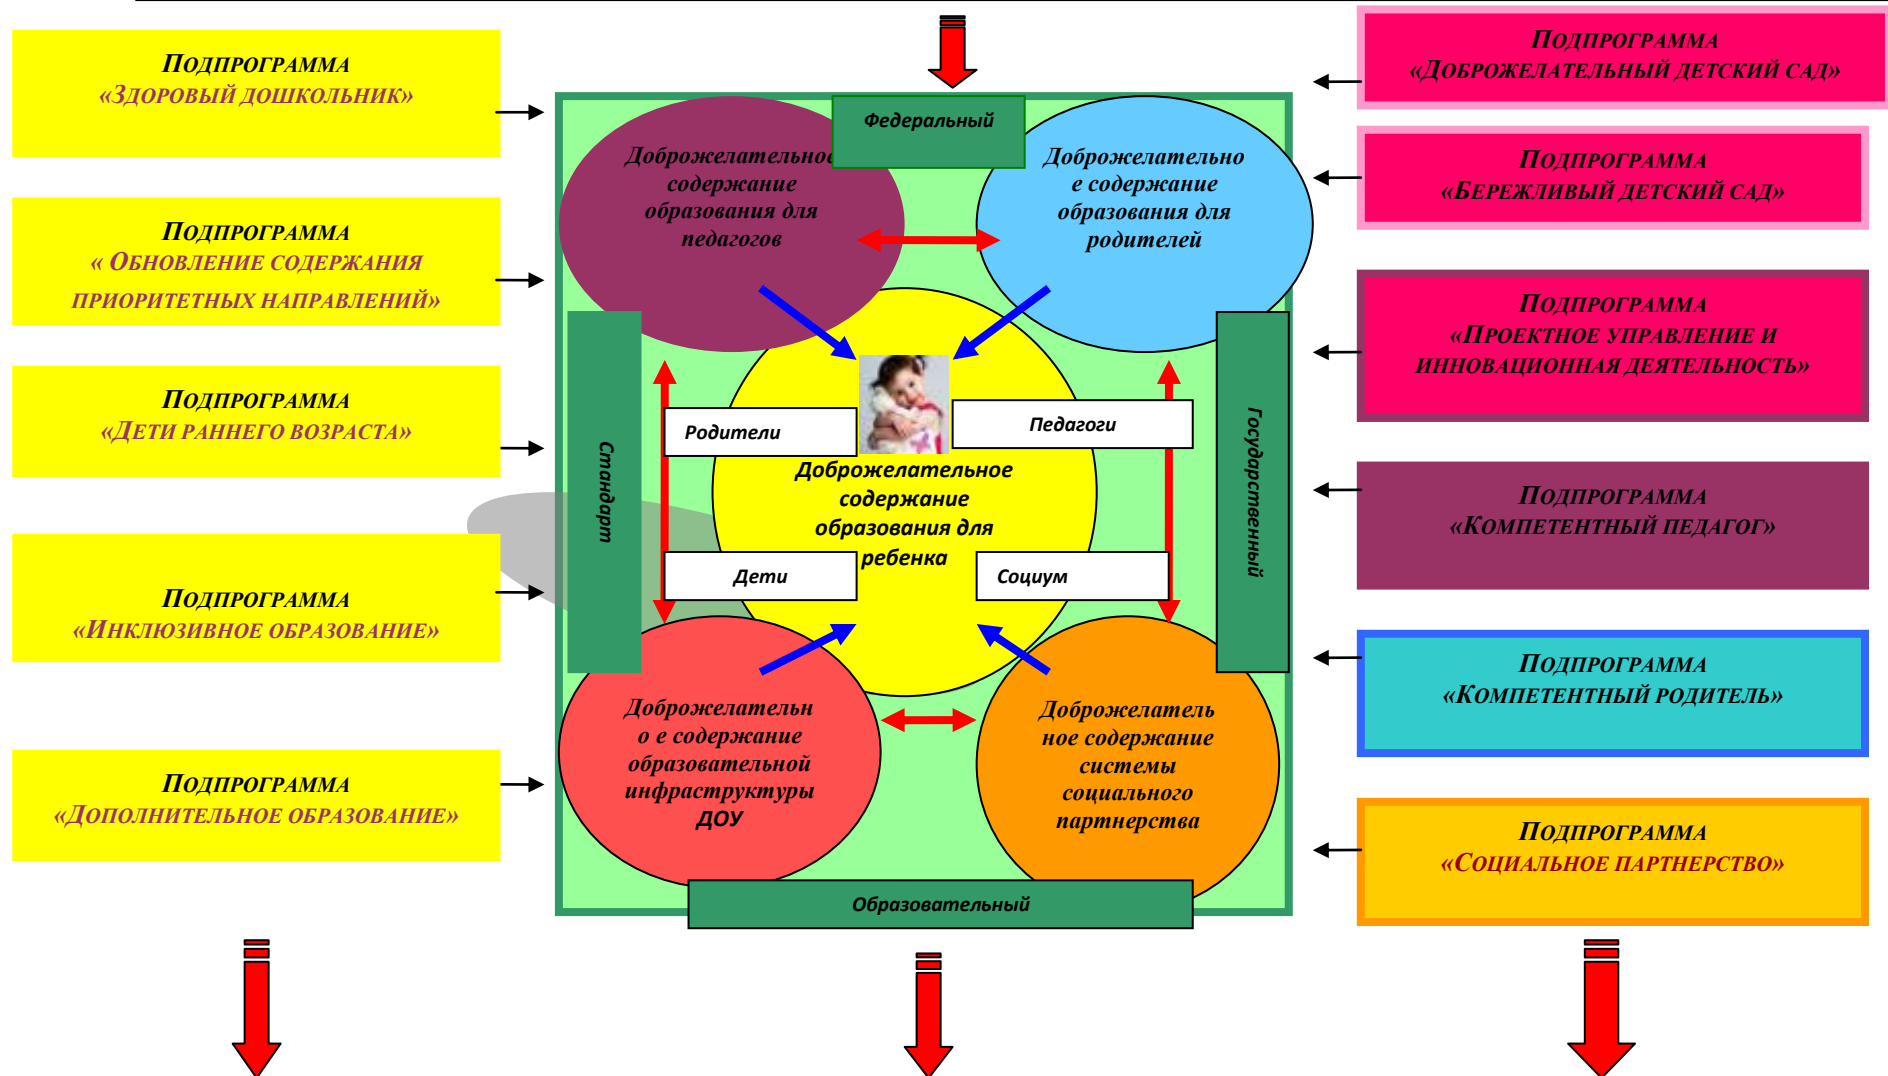 ПОДПРОГРАММА
«ЗДОРОВЫЙ ДОШКОЛЬНИК»
ПОДПРОГРАММА
« ОБНОВЛЕНИЕ СОДЕРЖАНИЯ
ПРИОРИТЕТНЫХ НАПРАВЛЕНИЙ»
ПОДПРОГРАММА
«ДЕТИ РАННЕГО ВОЗРАСТА»
ПОДПРОГРАММА
«ИНКЛЮЗИВНОЕ ОБРАЗОВАНИЕ»
ПОДПРОГРАММА
«ДОПОЛНИТЕЛЬНОЕ ОБРАЗОВАНИЕ»
Федеральный
Доброжелательное
содержание
образования для
педагогов
Доброжелательно
е содержание
образования для
родителей
Стандарт
Государственный
Родители
Педагоги
Доброжелательное
содержание
образования для
ребенка
Дети
Социум
Доброжелательн
о е содержание
образовательной
инфраструктуры
ДОУ
Доброжелатель
ное содержание
системы
социального
партнерства
Образовательный
ПОДПРОГРАММА
«ДОБРОЖЕЛАТЕЛЬНЫЙ ДЕТСКИЙ САД»
ПОДПРОГРАММА
«БЕРЕЖЛИВЫЙ ДЕТСКИЙ САД»
ПОДПРОГРАММА
«ПРОЕКТНОЕ УПРАВЛЕНИЕ И
ИННОВАЦИОННАЯ ДЕЯТЕЛЬНОСТЬ»
ПОДПРОГРАММА
«КОМПЕТЕНТНЫЙ ПЕДАГОГ»
ПОДПРОГРАММА
«КОМПЕТЕНТНЫЙ РОДИТЕЛЬ»
ПОДПРОГРАММА
«СОЦИАЛЬНОЕ ПАРТНЕРСТВО»